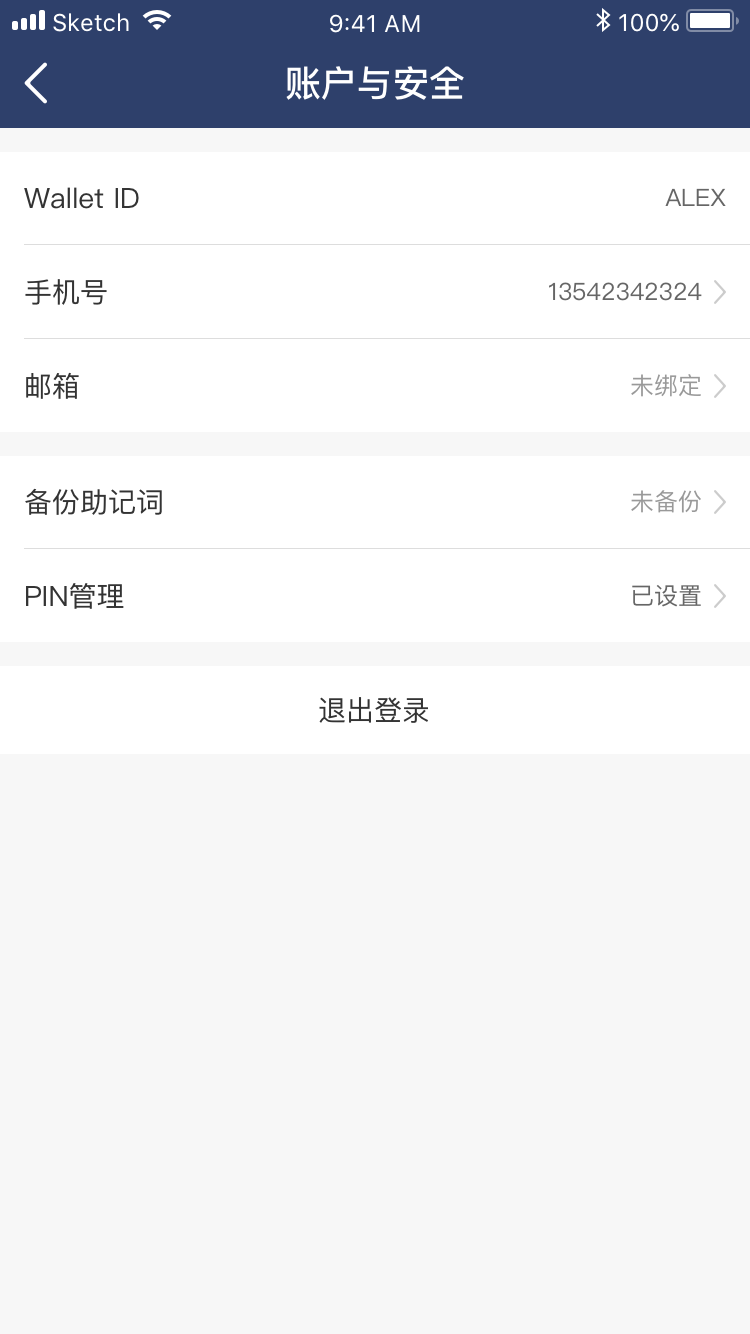 Sketch 9:41 AM 100%
账户与安全
Wallet ID ALEX
手机号 13542342324
邮箱 未绑定
备份助记词 未备份
PIN管理 已设置
退出登录